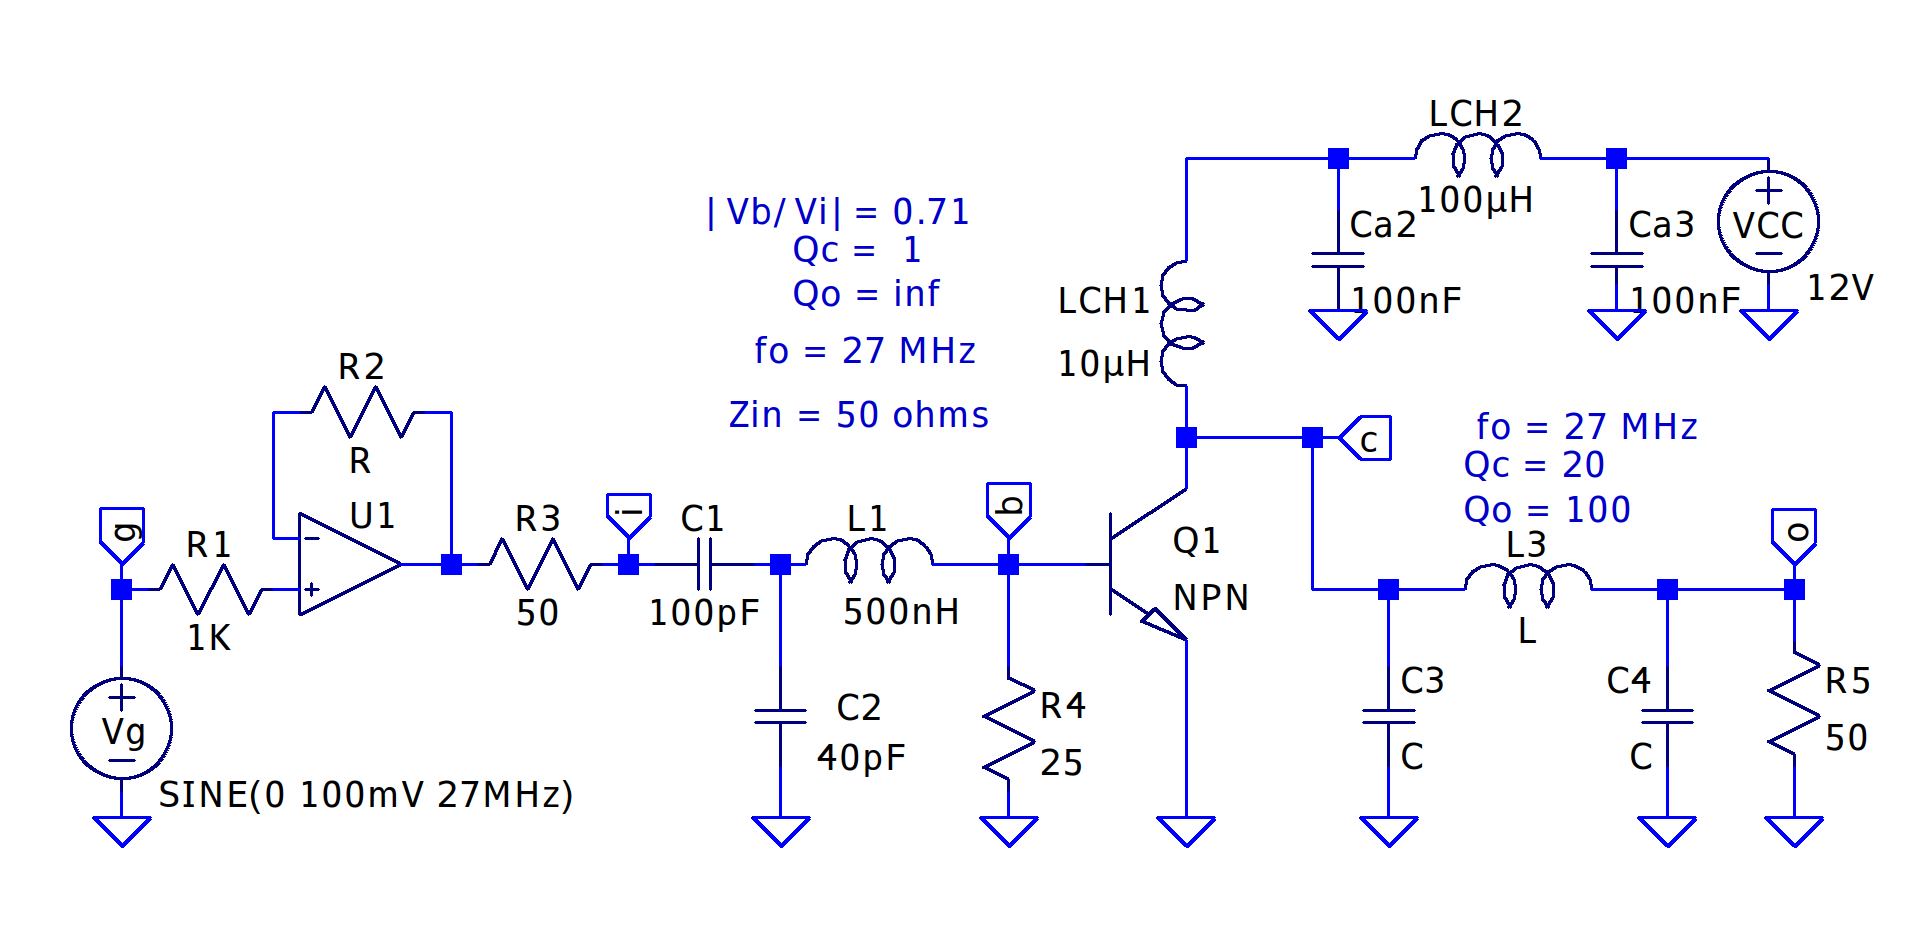 LCH2
100µH
Ca2
100nF
Ca3
100nF
VCC
12V
|Vb/Vi| = 0.71
Qc = 1
Qo = inf
fo = 27 MHz
Zin = 50 ohms
LCH1
10µH
R2
R
U1
g
R1
1K
Vg
SINE(0 100mV 27MHz)
R3
50
i
C1
100pF
L1
500nH
C2
40pF
b
R4
25
Q1
NPN
c
fo = 27 MHz
Qc = 20
Qo = 100
L3
L
o
C3
C
C4
C
R5
50